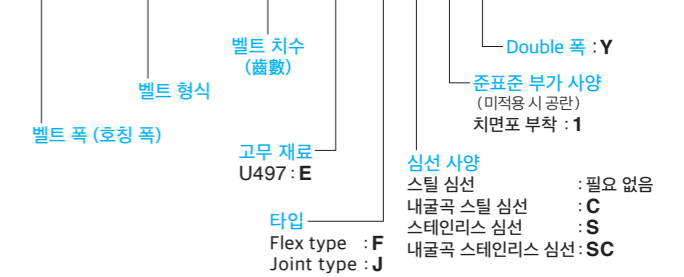 벨트 폭 (호칭 폭)
벨트 형식
벨트 치수
(齒數)
고무 재료
U497 : E
타입
Flex type : F
Joint type : J
심선 사양
스틸 심선 : 필요 없음
내굴곡 스틸 심선 : C
스테인리스 심선 : S
내굴곡 스테인리스 심선 : SC
준표준 부가 사양
(미적용 시 공란)
치면포 부착 : 1
Double 폭 : Y